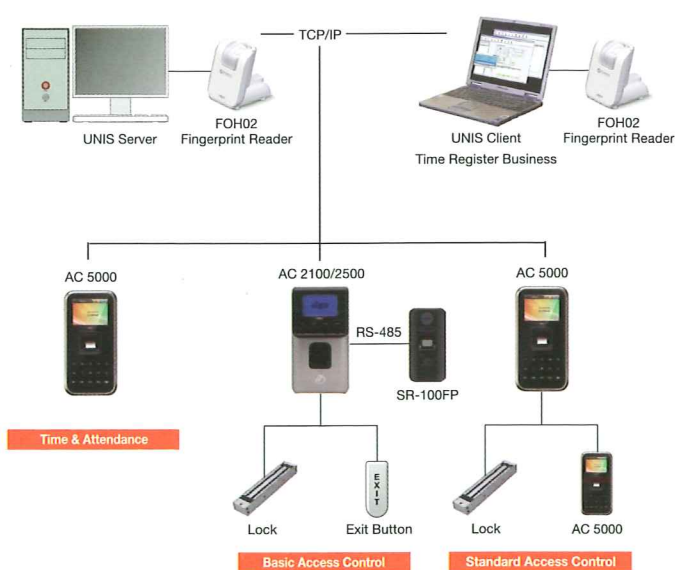 TCP/IP
UNIS Server
FOH02
Fingerprint Reader
UNIS Client
Time Register Business
FOH02
Fingerprint Reader
AC 5000
AC 2100/2500
AC 5000
RS-485
SR-100FP
Time & Attendance
EXIT
Lock
Exit Button
Lock
AC 5000
Basic Access Control
Standard Access Control